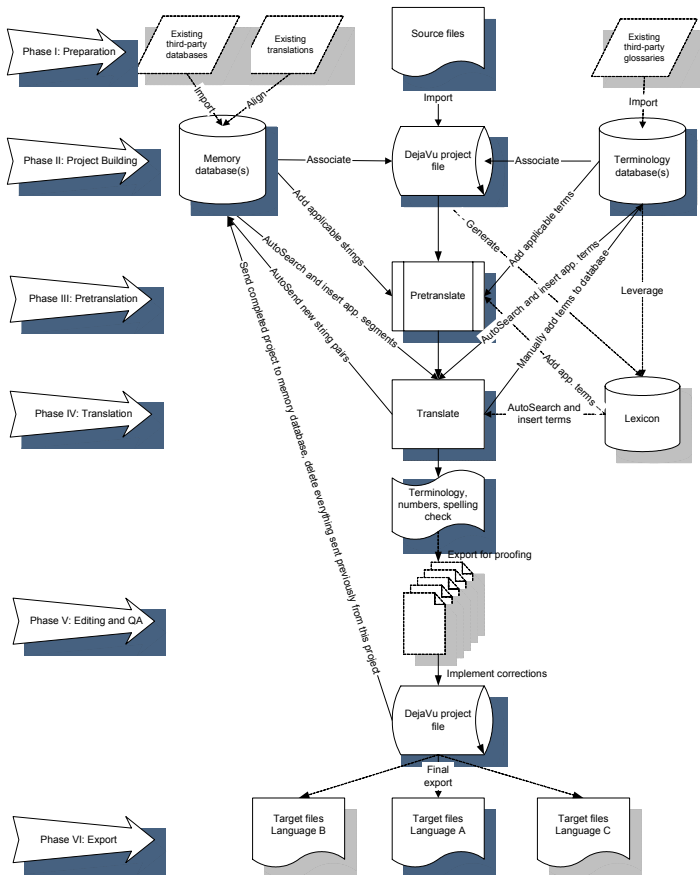 Phase I: Preparation
Existing
third-party
databases
Existing
translations
Source files
Existing
third-party
glossaries
Import
Align
Import
Import
Phase II: Project Building
Memory
database(s)
Associate
DejaVu project
file
Associate
Terminology
database(s)
Add applicable strings
Generate
Add applicable terms
AutoSearch and insert app. segments
AutoSend new string pairs
Send completed project to memory database, delete everything sent previously from this project
AutoSearch and insert app. terms
Manually add terms to database
Leverage
Phase III: Pretranslation
Pretranslate
Add app. terms
Phase IV: Translation
Translate
AutoSearch and
insert terms
Lexicon
Terminology,
numbers, spelling
check
Export for proofing
Phase V: Editing and QA
Implement corrections
DejaVu project
file
Final
export
Phase VI: Export
Target files
Language B
Target files
Language A
Target files
Language C